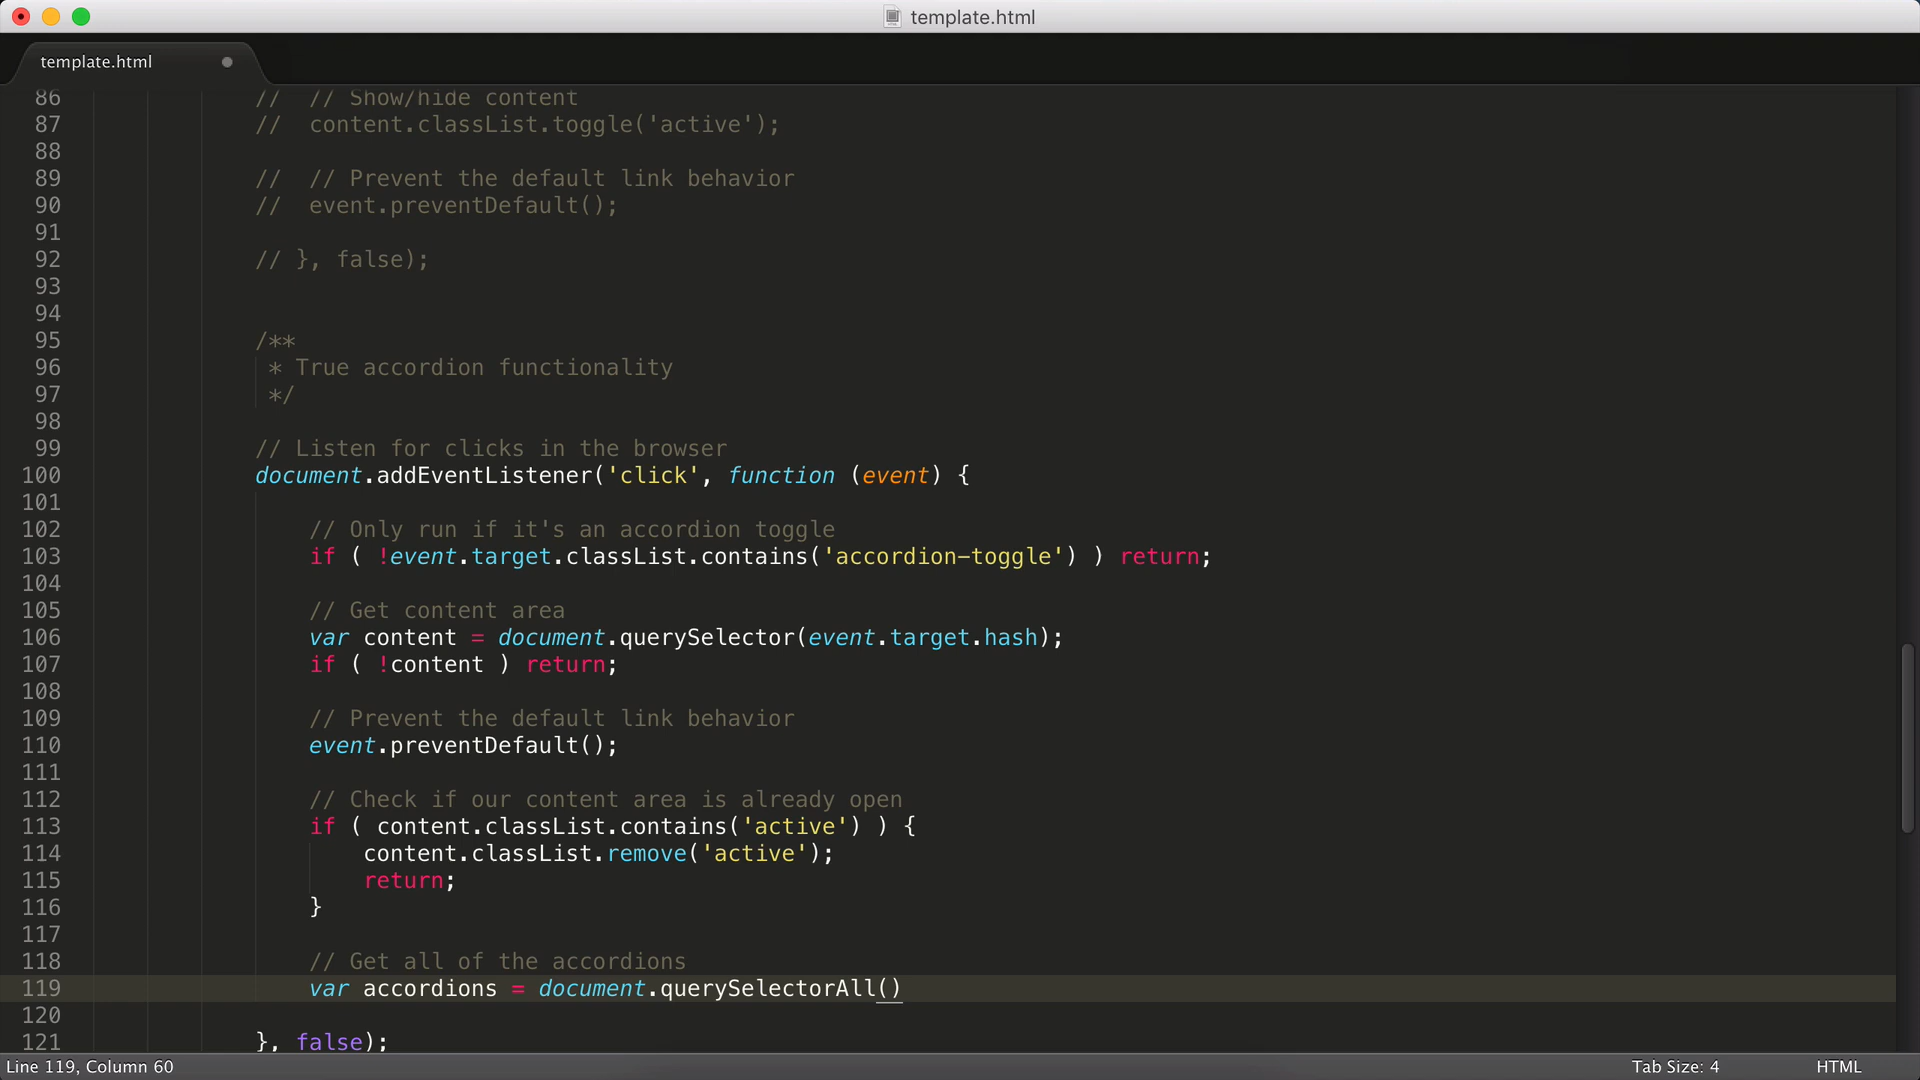 template.html
template.html
86 // // Show/hide content
87 // content.classList.toggle('active');
88
89 // // Prevent the default link behavior
90 // event.preventDefault();
91
92 // }, false);
93
94
95 /**
96 * True accordion functionality
97 */
98
99 // Listen for clicks in the browser
100 document.addEventListener('click', function (event) {
101
102 // Only run if it's an accordion toggle
103 if ( !event.target.classList.contains('accordion-toggle') ) return;
104
105 // Get content area
106 var content = document.querySelector(event.target.hash);
107 if ( !content ) return;
108
109 // Prevent the default link behavior
110 event.preventDefault();
111
112 // Check if our content area is already open
113 if ( content.classList.contains('active') ) {
114 content.classList.remove('active');
115 return;
116 }
117
118 // Get all of the accordions
119 var accordions = document.querySelectorAll()
120
121 }, false);
Line 119, Column 60 Tab Size: 4 HTML